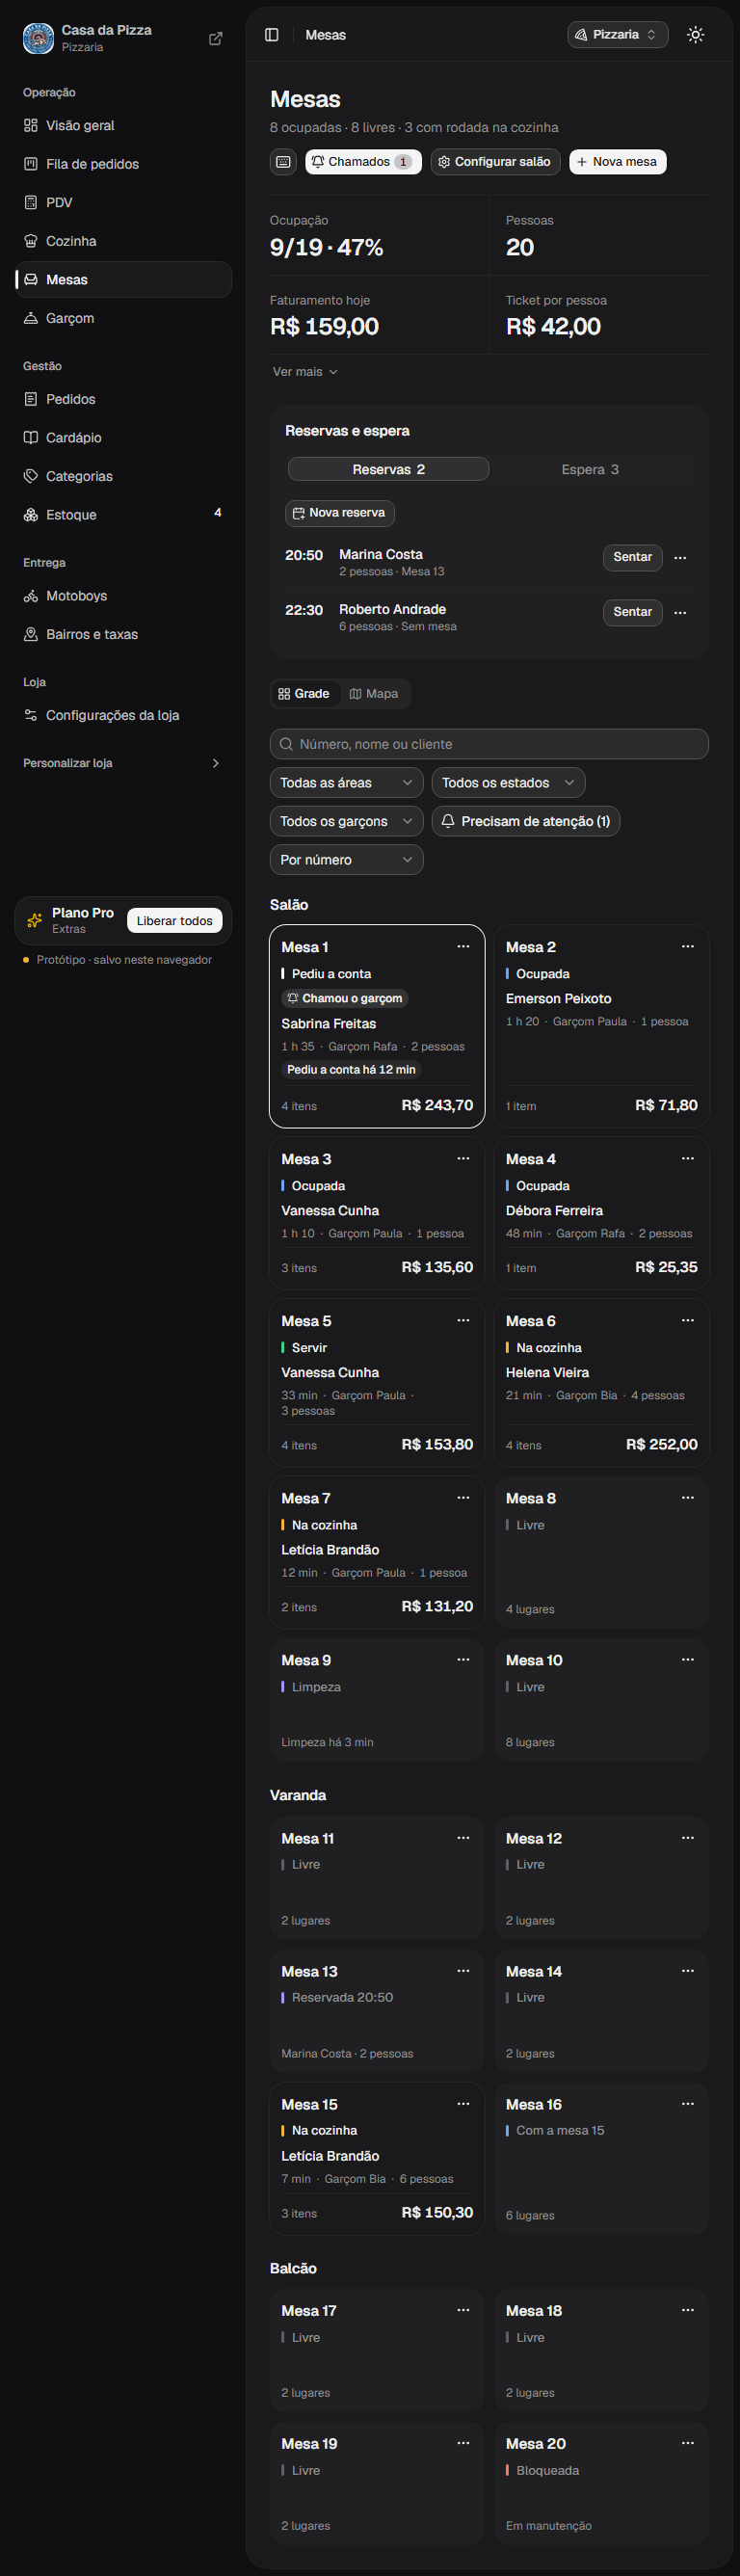 Casa da Pizza
Pizzaria
Operação
Visão geral
Fila de pedidos
PDV
Cozinha
Mesas
Garçom
Gestão
Pedidos
Cardápio
Categorias
Estoque 4
Entrega
Motoboys
Bairros e taxas
Loja
Configurações da loja
Personalizar loja
Plano Pro
Extras
Liberar todos
Protótipo · salvo neste navegador
Mesas
Pizzaria
Mesas
8 ocupadas · 8 livres · 3 com rodada na cozinha
Chamados 1
Configurar salão
Nova mesa
Ocupação
9/19 · 47%
Pessoas
20
Faturamento hoje
R$ 159,00
Ticket por pessoa
R$ 42,00
Ver mais
Reservas e espera
Reservas 2
Espera 3
Nova reserva
20:50
Marina Costa
2 pessoas · Mesa 13
Sentar
22:30
Roberto Andrade
6 pessoas · Sem mesa
Sentar
Grade
Mapa
Número, nome ou cliente
Todas as áreas
Todos os estados
Todos os garçons
Precisam de atenção (1)
Por número
Salão
Mesa 1
Pediu a conta
Chamou o garçom
Sabrina Freitas
1 h 35 · Garçom Rafa · 2 pessoas
Pediu a conta há 12 min
4 itens
R$ 243,70
Mesa 2
Ocupada
Emerson Peixoto
1 h 20 · Garçom Paula · 1 pessoa
1 item
R$ 71,80
Mesa 3
Ocupada
Vanessa Cunha
1 h 10 · Garçom Paula · 1 pessoa
3 itens
R$ 135,60
Mesa 4
Ocupada
Débora Ferreira
48 min · Garçom Rafa · 2 pessoas
1 item
R$ 25,35
Mesa 5
Servir
Vanessa Cunha
33 min · Garçom Paula ·
3 pessoas
4 itens
R$ 153,80
Mesa 6
Na cozinha
Helena Vieira
21 min · Garçom Bia · 4 pessoas
4 itens
R$ 252,00
Mesa 7
Na cozinha
Letícia Brandão
12 min · Garçom Paula · 1 pessoa
2 itens
R$ 131,20
Mesa 8
Livre
4 lugares
Mesa 9
Limpeza
Limpeza há 3 min
Mesa 10
Livre
8 lugares
Varanda
Mesa 11
Livre
2 lugares
Mesa 12
Livre
2 lugares
Mesa 13
Reservada 20:50
Marina Costa · 2 pessoas
Mesa 14
Livre
2 lugares
Mesa 15
Na cozinha
Letícia Brandão
7 min · Garçom Bia · 6 pessoas
3 itens
R$ 150,30
Mesa 16
Com a mesa 15
6 lugares
Balcão
Mesa 17
Livre
2 lugares
Mesa 18
Livre
2 lugares
Mesa 19
Livre
2 lugares
Mesa 20
Bloqueada
Em manutenção